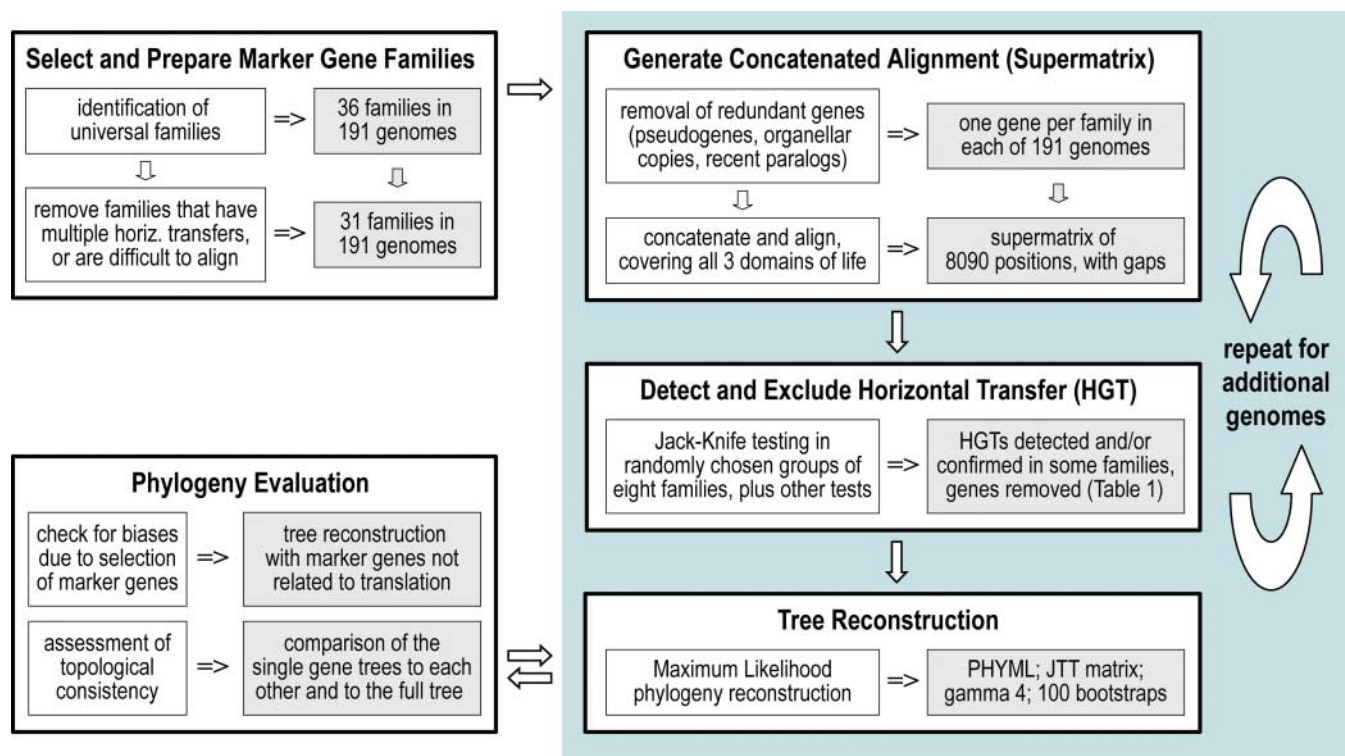 Select and Prepare Marker Gene Families
identification of
universal families
=>
36 families in
191 genomes
remove families that have
multiple horiz. transfers,
or are difficult to align
=>
31 families in
191 genomes
Generate Concatenated Alignment (Supermatrix)
removal of redundant genes
(pseudogenes, organellar
copies, recent paralogs)
=>
one gene per family in
each of 191 genomes
concatenate and align,
covering all 3 domains of life
=>
supermatrix of
8090 positions, with gaps
Detect and Exclude Horizontal Transfer (HGT)
Jack-Knife testing in
randomly chosen groups of
eight families, plus other tests
=>
HGTs detected and/or
confirmed in some families,
genes removed (Table 1)
repeat for
additional
genomes
Tree Reconstruction
Maximum Likelihood
phylogeny reconstruction
=>
PHYML; JTT matrix;
gamma 4; 100 bootstraps
Phylogeny Evaluation
check for biases
due to selection
of marker genes
=>
tree reconstruction
with marker genes not
related to translation
assessment of
topological
consistency
=>
comparison of the
single gene trees to each
other and to the full tree